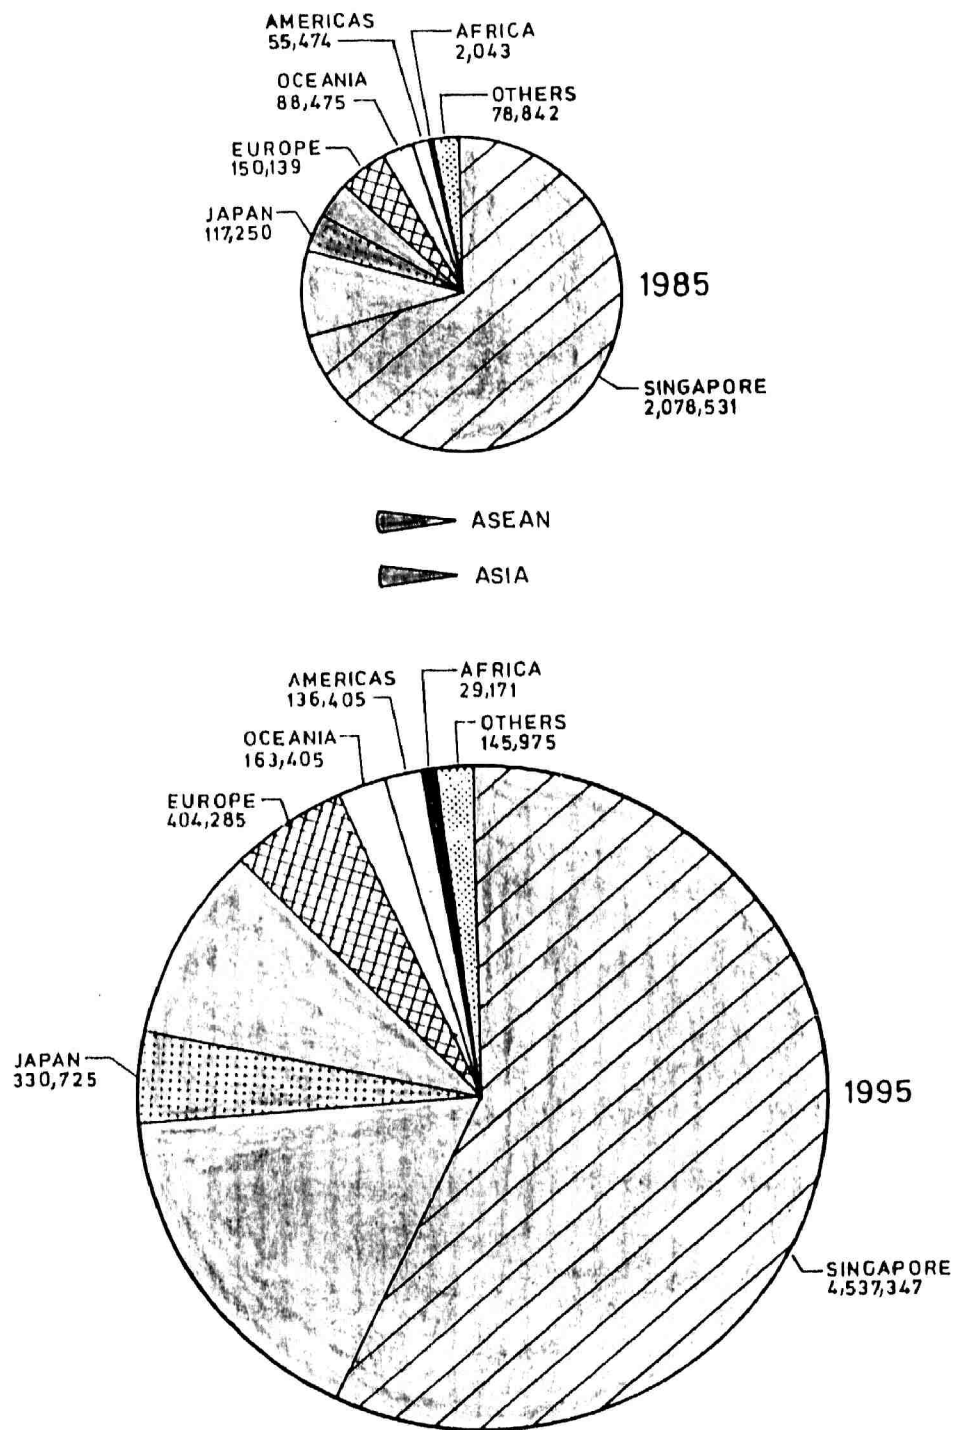 AMERICAS
55,474
AFRICA
2,043
OCEANIA
88,475
OTHERS
78,842
EUROPE
150,139
JAPAN
117,250
1985
SINGAPORE
2,078,531
ASEAN
ASIA
AFRICA
29,171
AMERICAS
136,405
OTHERS
145,975
OCEANIA
163,405
EUROPE
404,285
JAPAN
330,725
1995
SINGAPORE
4,537,347